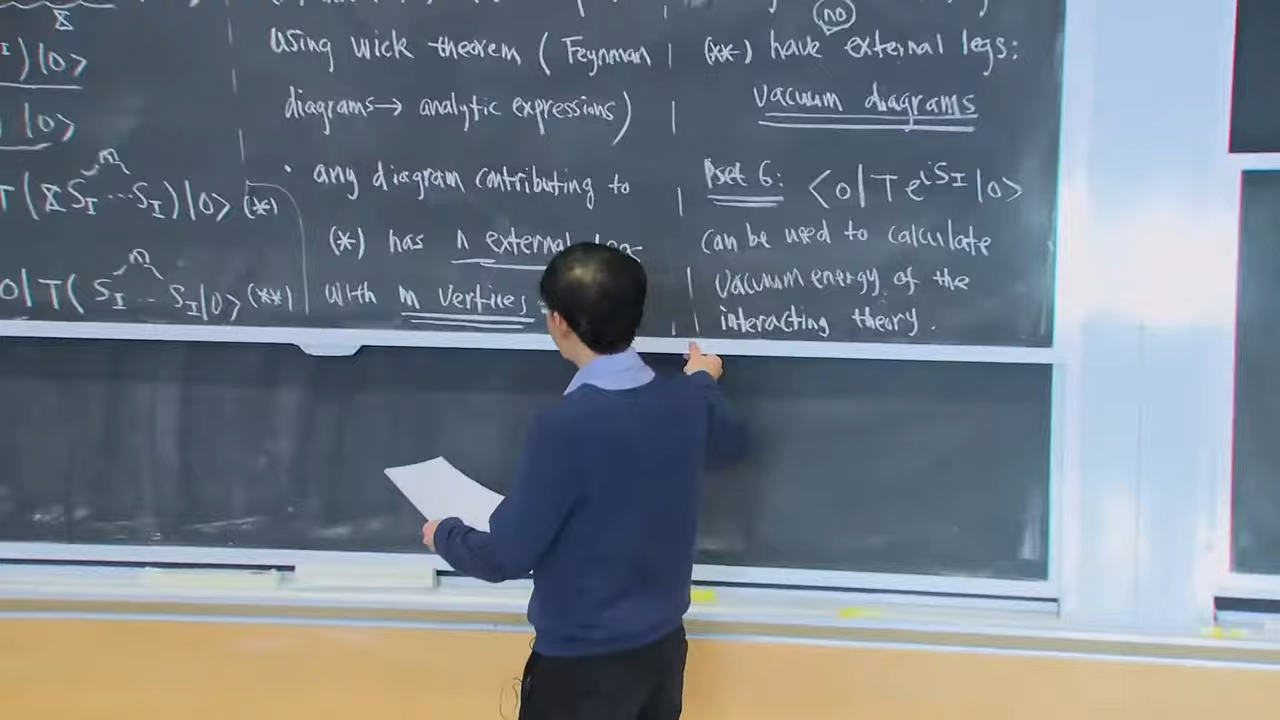 X
)|0>
|0>
m
T(X S_I ... S_I)|0> (*)
m
0|T( S_I .. S_I|0> (**)
using wick theorem ( Feynman
diagrams→ analytic expressions)
· any diagram contributing to
(*) has n external
with m vertices
no
(**) have external legs:
vacuum diagrams
Pset 6: <0|T e^{iS_I}|0>
can be used to calculate
vacuum energy of the
interacting theory.